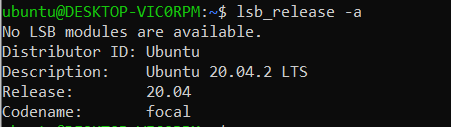 ubuntu@DESKTOP-VIC0RPM:~$ lsb_release -a
No LSB modules are available.
Distributor ID: Ubuntu
Description:    Ubuntu 20.04.2 LTS
Release:        20.04
Codename:       focal